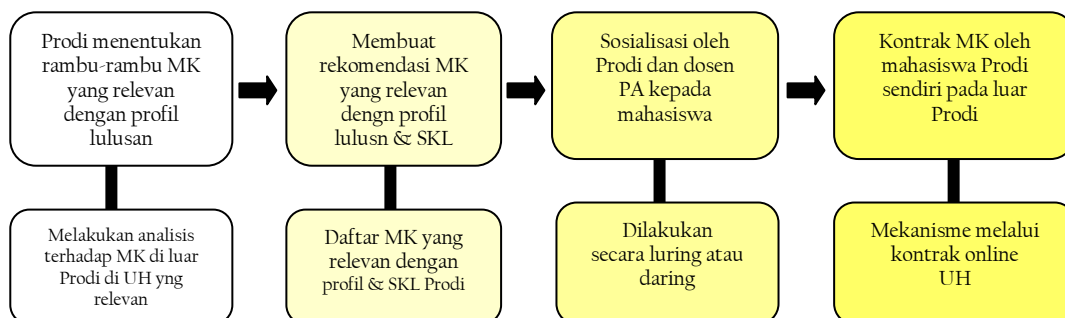 Prodi menentukan
rambu-rambu MK
yang relevan
dengan profil
lulusan
Membuat
rekomendasi MK
yang relevan
dengn profil
lulusn & SKL
Sosialisasi oleh
Prodi dan dosen
PA kepada
mahasiswa
Kontrak MK oleh
mahasiswa Prodi
sendiri pada luar
Prodi
Melakukan analisis
terhadap MK di luar
Prodi di UH yng
relevan
Daftar MK yang
relevan dengan
profil & SKL Prodi
Dilakukan
secara luring atau
daring
Mekanisme melalui
kontrak online
UH